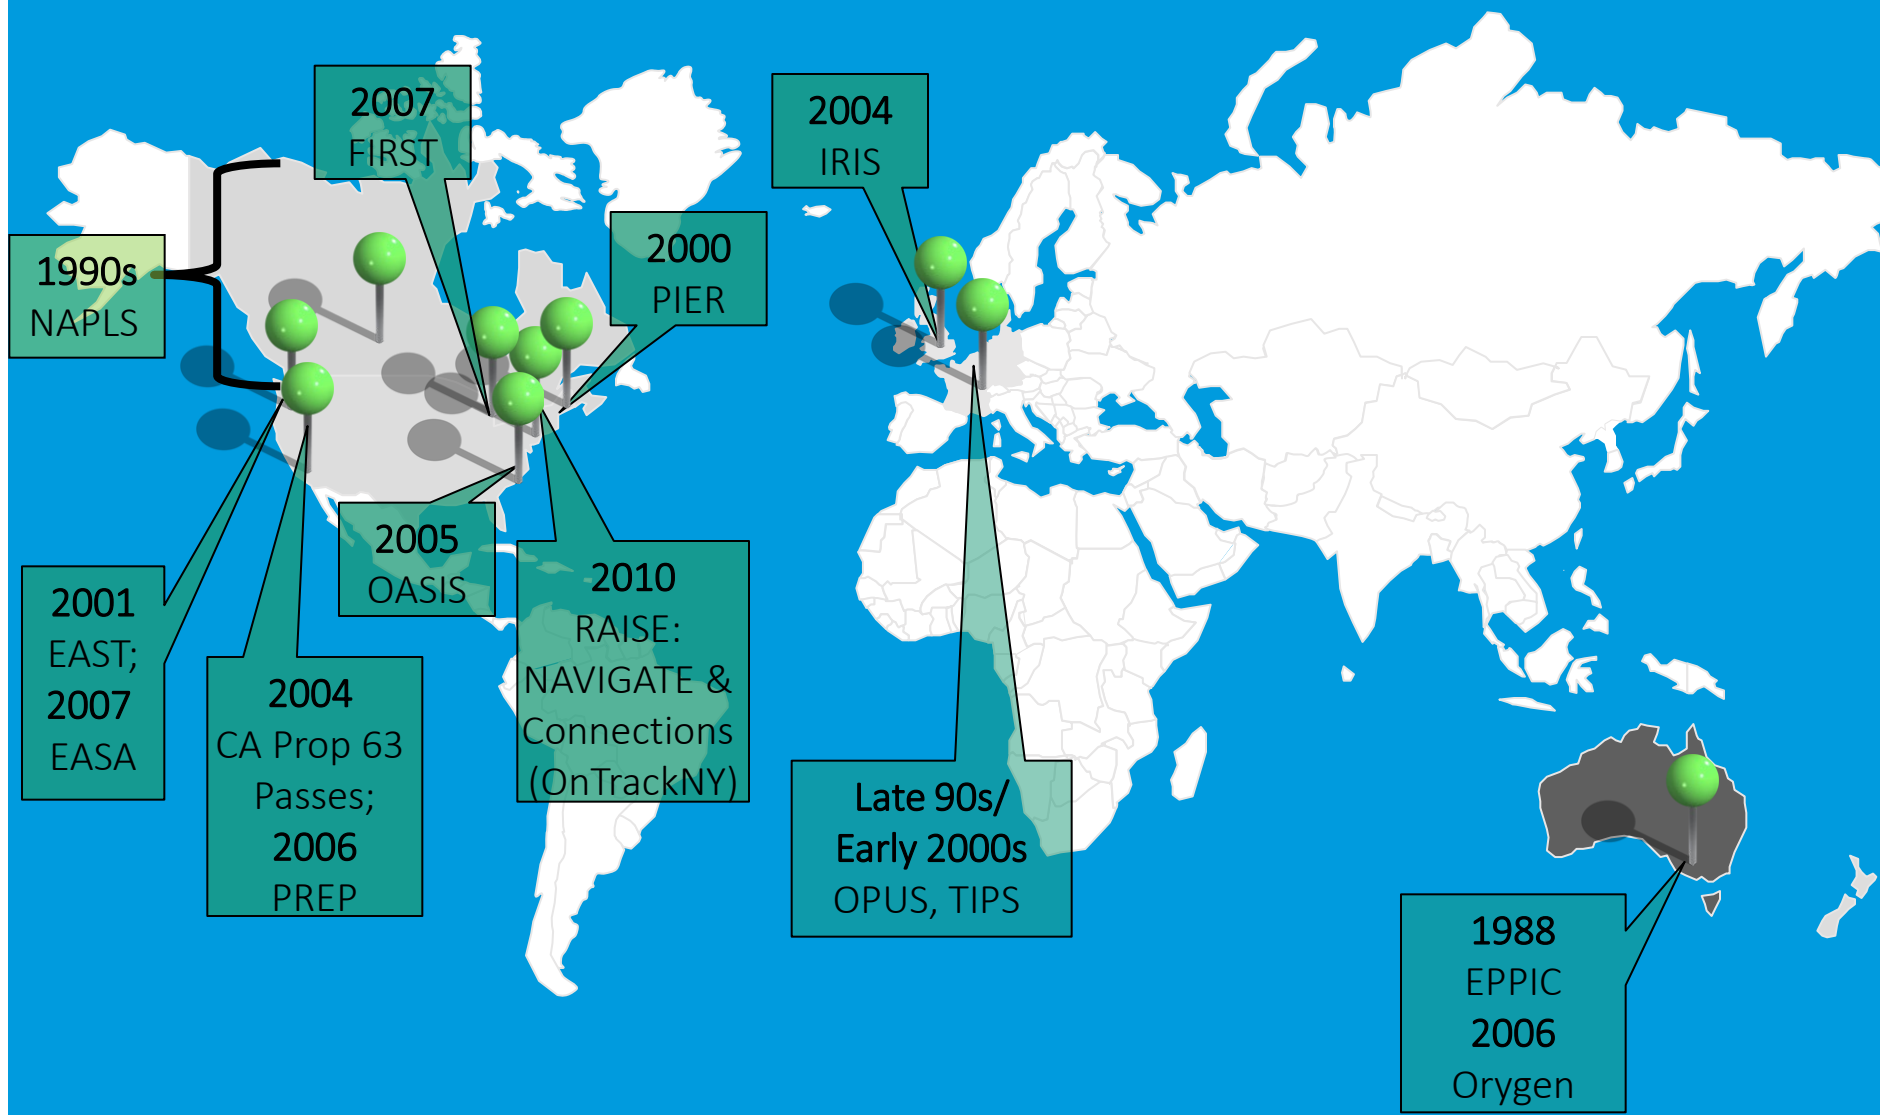 2007
FIRST
2004
IRIS
2000
PIER
1990s
NAPLS
2005
OASIS
2010
RAISE:
NAVIGATE &
Connections
(OnTrackNY)
2001
EAST;
2007
EASA
2004
CA Prop 63
Passes;
2006
PREP
Late 90s/
Early 2000s
OPUS, TIPS
1988
EPPIC
2006
Orygen